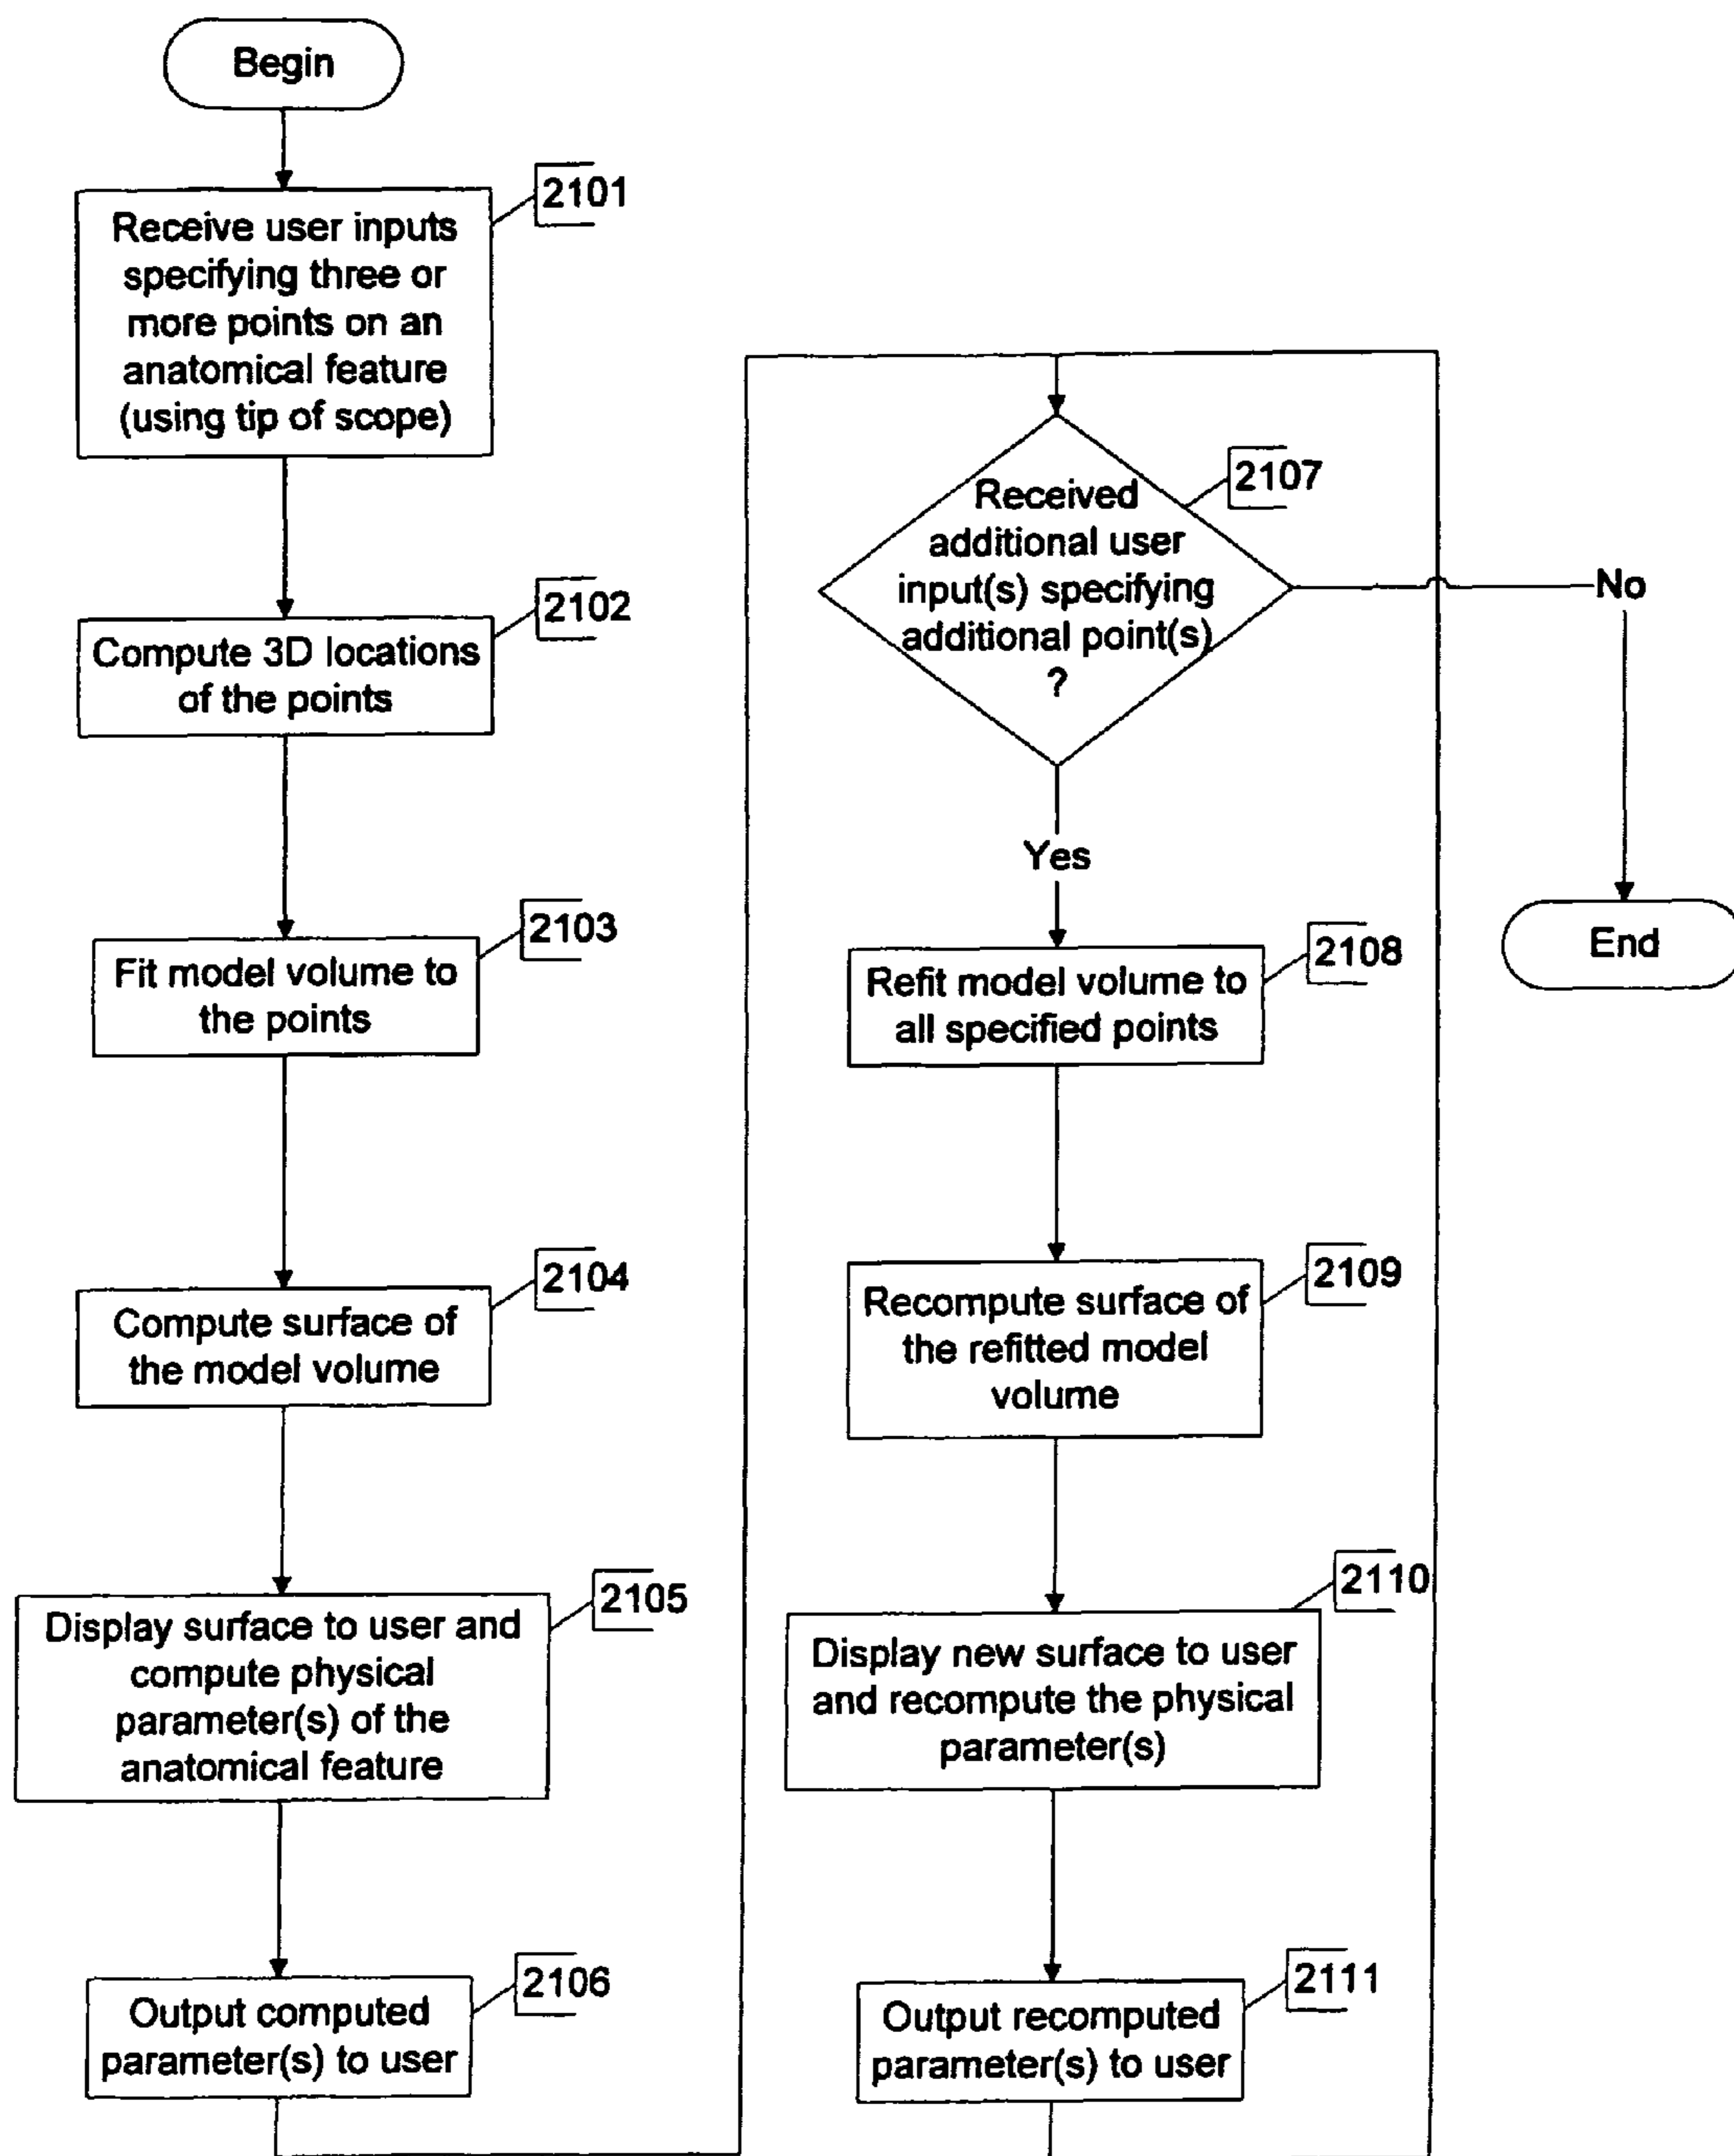 Begin
2101
Receive user inputs
specifying three or
more points on an
anatomical feature
(using tip of scope)
2102
Compute 3D locations
of the points
2103
Fit model volume to
the points
2104
Compute surface of
the model volume
2105
Display surface to user and
compute physical
parameter(s) of the
anatomical feature
2106
Output computed
parameter(s) to user
2107
Received
additional user
input(s) specifying
additional point(s)
?
No
Yes
End
2108
Refit model volume to
all specified points
2109
Recompute surface of
the refitted model
volume
2110
Display new surface to user
and recompute the physical
parameter(s)
2111
Output recomputed
parameter(s) to user